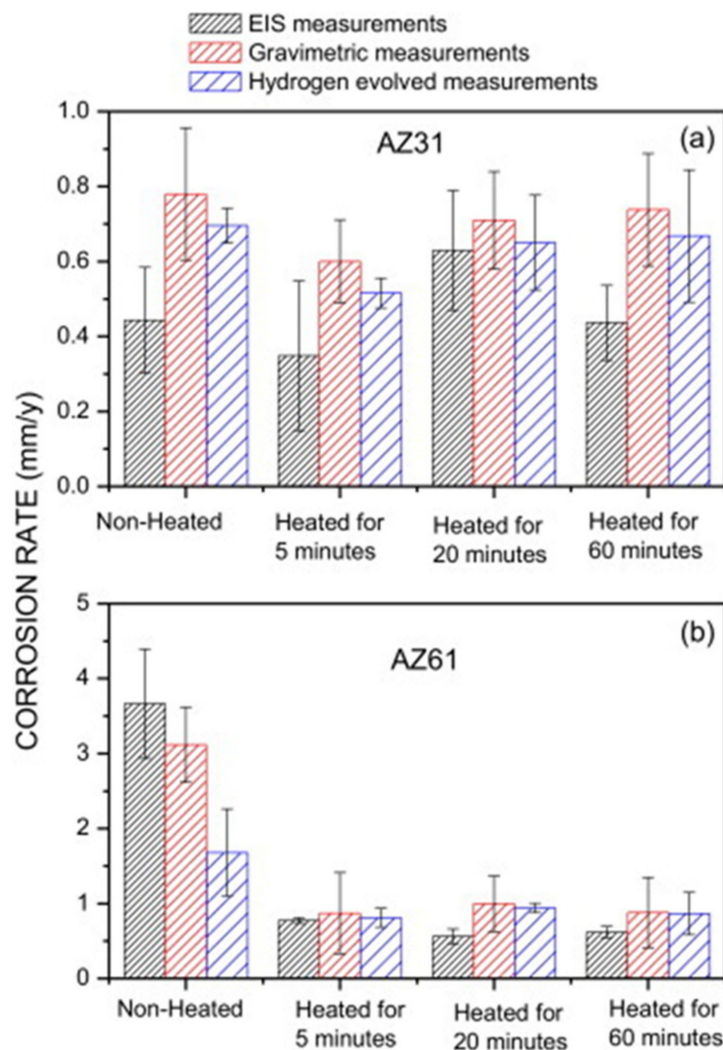 EIS measurements
Gravimetric measurements
Hydrogen evolved measurements
CORROSION RATE (mm/y)
1.0
0.8
0.6
0.4
0.2
0.0
AZ31
(a)
Non-Heated
Heated for
5 minutes
Heated for
20 minutes
Heated for
60 minutes
5
4
3
2
1
0
AZ61
(b)
Non-Heated
Heated for
5 minutes
Heated for
20 minutes
Heated for
60 minutes